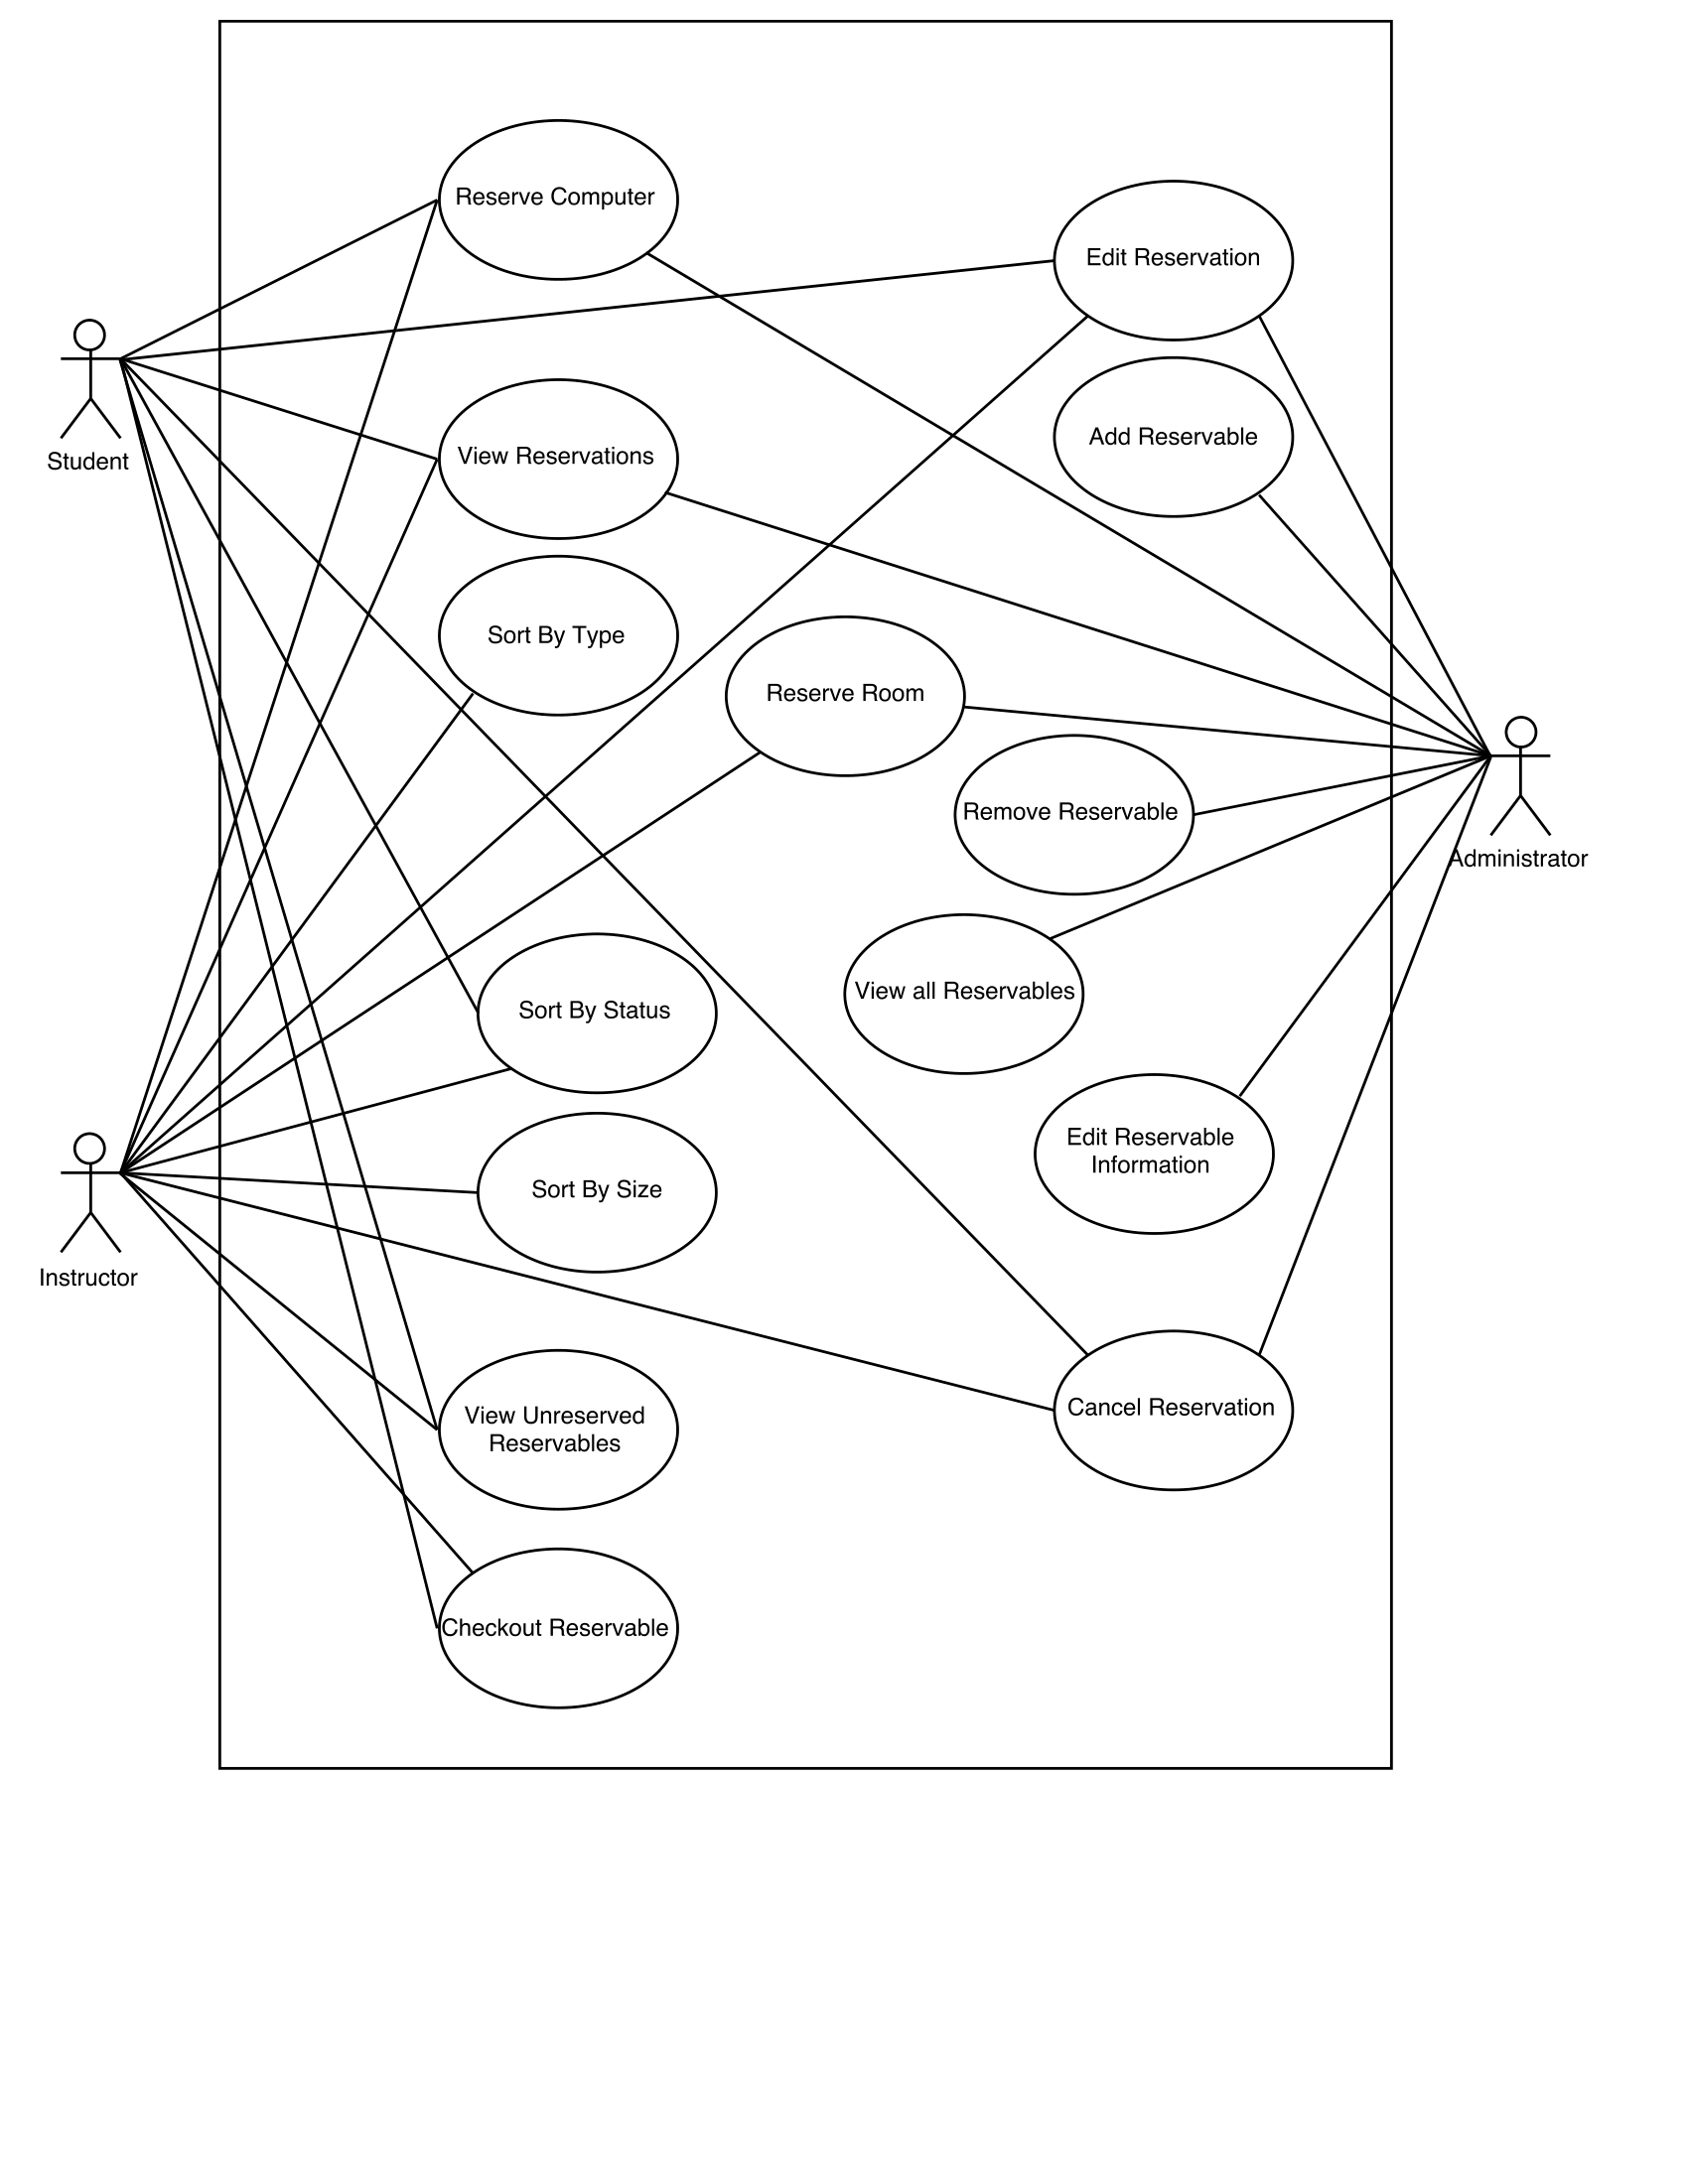 Reserve Computer
Edit Reservation
Add Reservable
Student
View Reservations
Sort By Type
Reserve Room
Remove Reservable
Administrator
View all Reservables
Sort By Status
Edit Reservable
Information
Sort By Size
Instructor
Cancel Reservation
View Unreserved
Reservables
Checkout Reservable